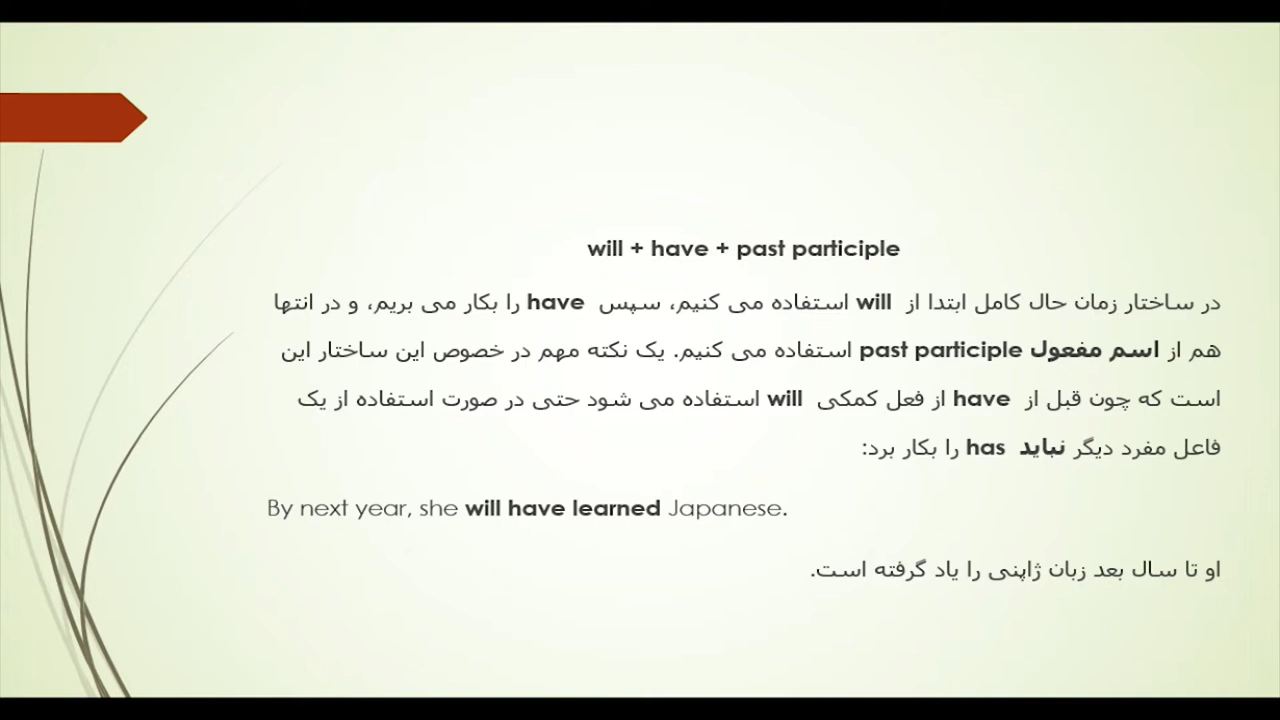 will + have + past participle
در ساختار زمان حال کامل ابتدا از will استفاده می کنیم، سپس have را بکار می بریم، و در انتها
هم از اسم مفعول past participle استفاده می کنیم. یک نکته مهم در خصوص این ساختار این
است که چون قبل از have از فعل کمکی will استفاده می شود حتی در صورت استفاده از یک
فاعل مفرد دیگر نباید has را بکار برد:
By next year, she will have learned Japanese.
او تا سال بعد زبان ژاپنی را یاد گرفته است.